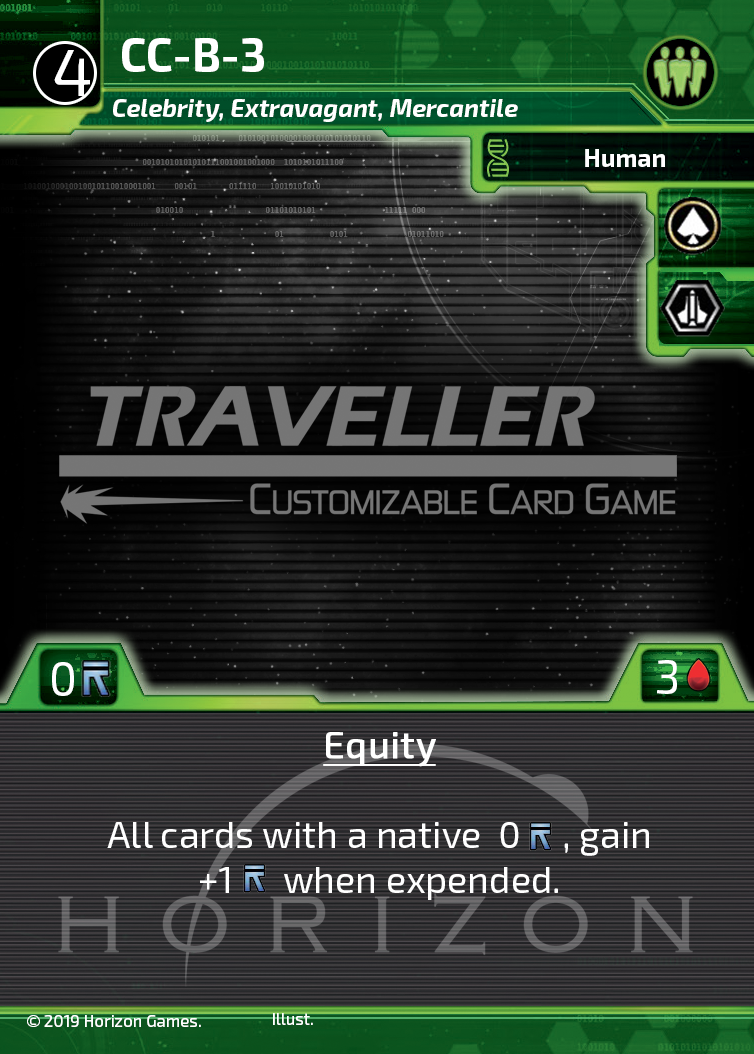 4
CC-B-3
Celebrity, Extravagant, Mercantile
Human
TRAVELLER
CUSTOMIZABLE CARD GAME
0
3
Equity
All cards with a native 0 , gain
+1 when expended.
HORIZON
© 2019 Horizon Games.
Illust.